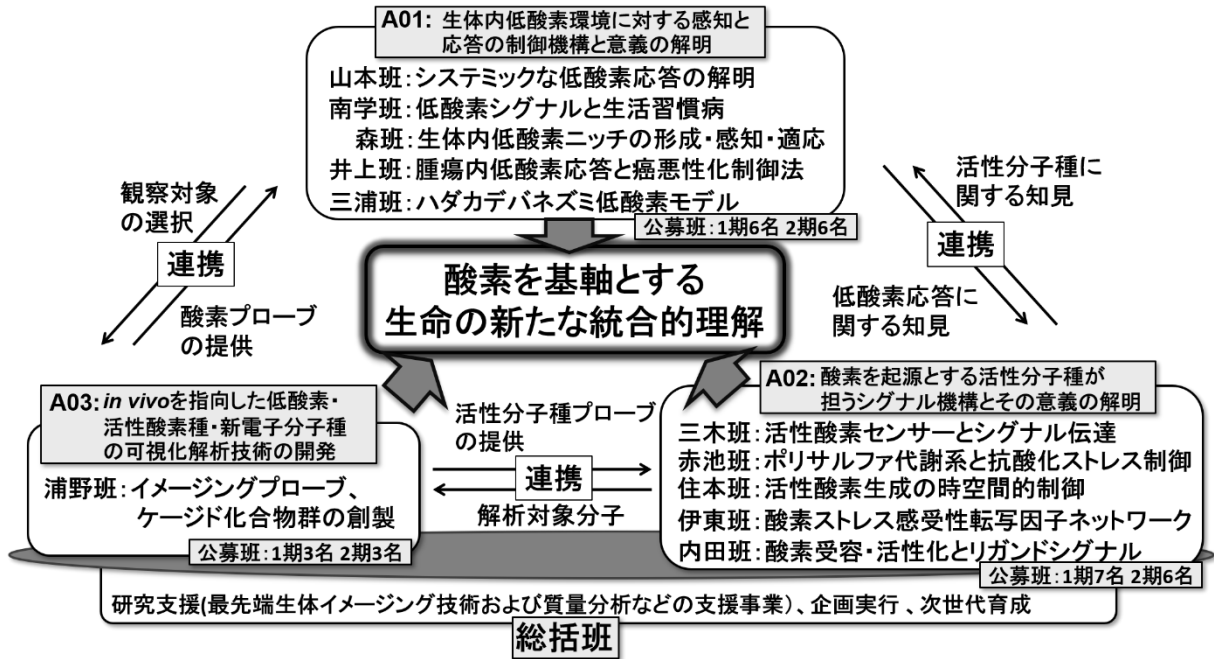 A01: 生体内低酸素環境に対する感知と
応答の制御機構と意義の解明
山本班：システミックな低酸素応答の解明
南学班：低酸素シグナルと生活習慣病
森班：生体内低酸素ニッチの形成・感知・適応
井上班：腫瘍内低酸素応答と癌悪性化制御法
三浦班：ハダカデバネズミ低酸素モデル
公募班：1期6名 2期6名
観察対象
の選択
連携
酸素プローブ
の提供
活性分子種に
関する知見
連携
低酸素応答に
関する知見
酸素を基軸とする
生命の新たな統合的理解
A03: in vivoを指向した低酸素・
活性酸素種・新電子分子種
の可視化解析技術の開発
浦野班：イメージングプローブ、
ケージド化合物群の創製
公募班：1期3名 2期3名
活性分子種プローブ
の提供
連携
解析対象分子
A02: 酸素を起源とする活性分子種が
担うシグナル機構とその意義の解明
三木班：活性酸素センサーとシグナル伝達
赤池班：ポリサルファ代謝系と抗酸化ストレス制御
住本班：活性酸素生成の時空間的制御
伊東班：酸素ストレス感受性転写因子ネットワーク
内田班：酸素受容・活性化とリガンドシグナル
公募班：1期7名 2期6名
研究支援(最先端生体イメージング技術および質量分析などの支援事業)、企画実行 、次世代育成
総括班